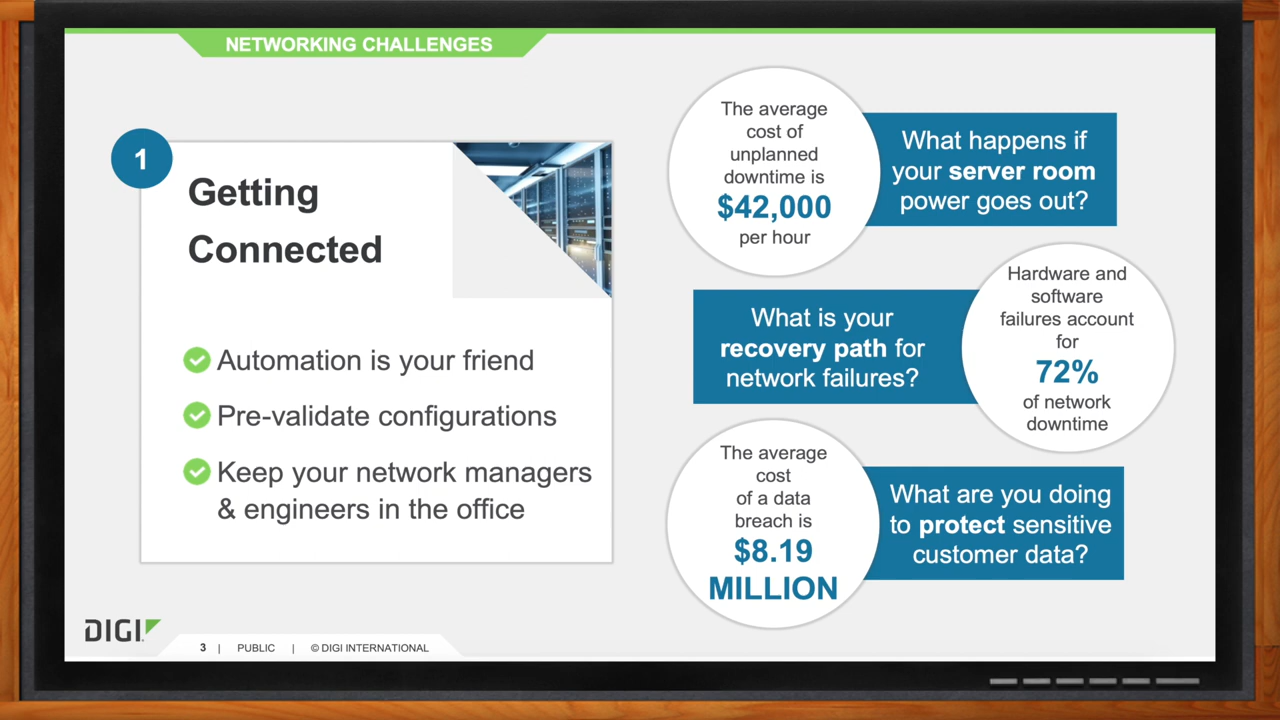 NETWORKING CHALLENGES
1
Getting
Connected
Automation is your friend
Pre-validate configurations
Keep your network managers
& engineers in the office
The average
cost of
unplanned
downtime is
$42,000
per hour
What happens if
your server room
power goes out?
What is your
recovery path for
network failures?
Hardware and
software
failures account
for
72%
of network
downtime
The average
cost
of a data
breach is
$8.19
MILLION
What are you doing
to protect sensitive
customer data?
DIGI
3 | PUBLIC | © DIGI INTERNATIONAL